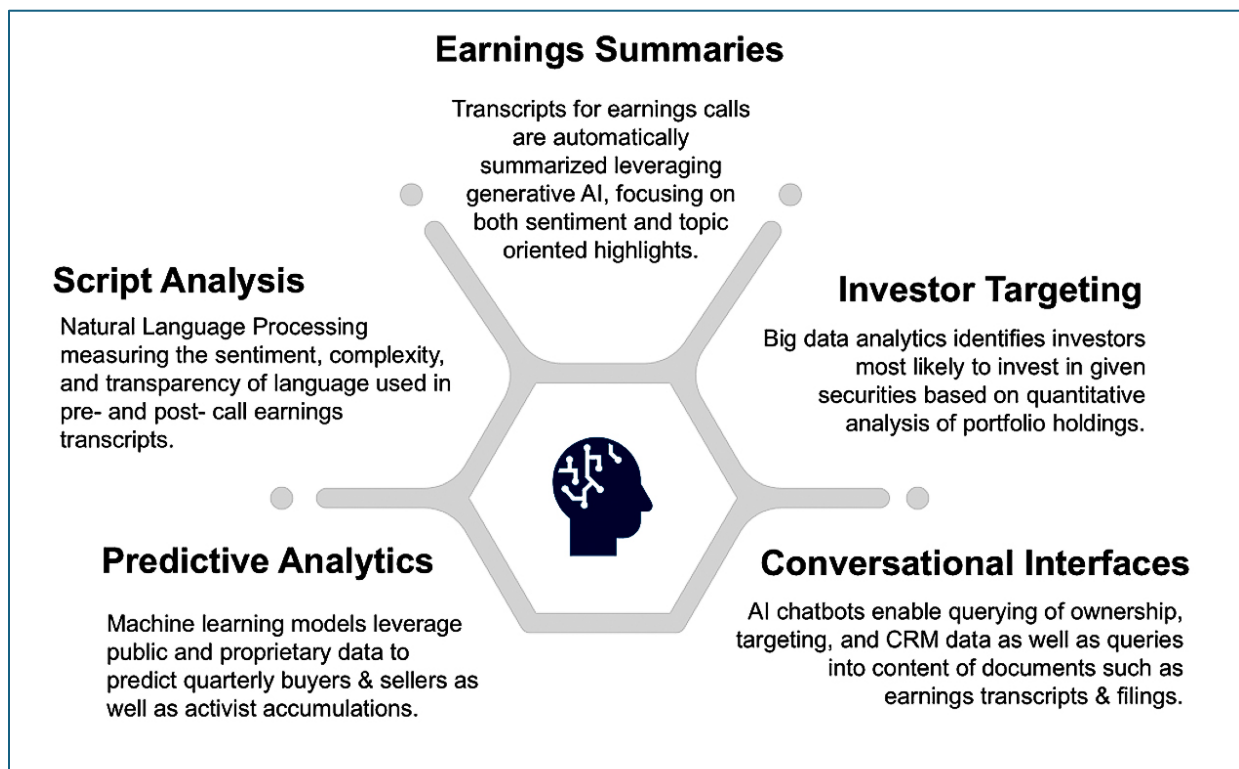 Earnings Summaries
Transcripts for earnings calls
are automatically
summarized leveraging
generative AI, focusing on
both sentiment and topic
oriented highlights.
Script Analysis
Natural Language Processing
measuring the sentiment, complexity,
and transparency of language used in
pre- and post- call earnings
transcripts.
Investor Targeting
Big data analytics identifies investors
most likely to invest in given
securities based on quantitative
analysis of portfolio holdings.
Predictive Analytics
Machine learning models leverage
public and proprietary data to
predict quarterly buyers & sellers as
well as activist accumulations.
Conversational Interfaces
AI chatbots enable querying of ownership,
targeting, and CRM data as well as queries
into content of documents such as
earnings transcripts & filings.